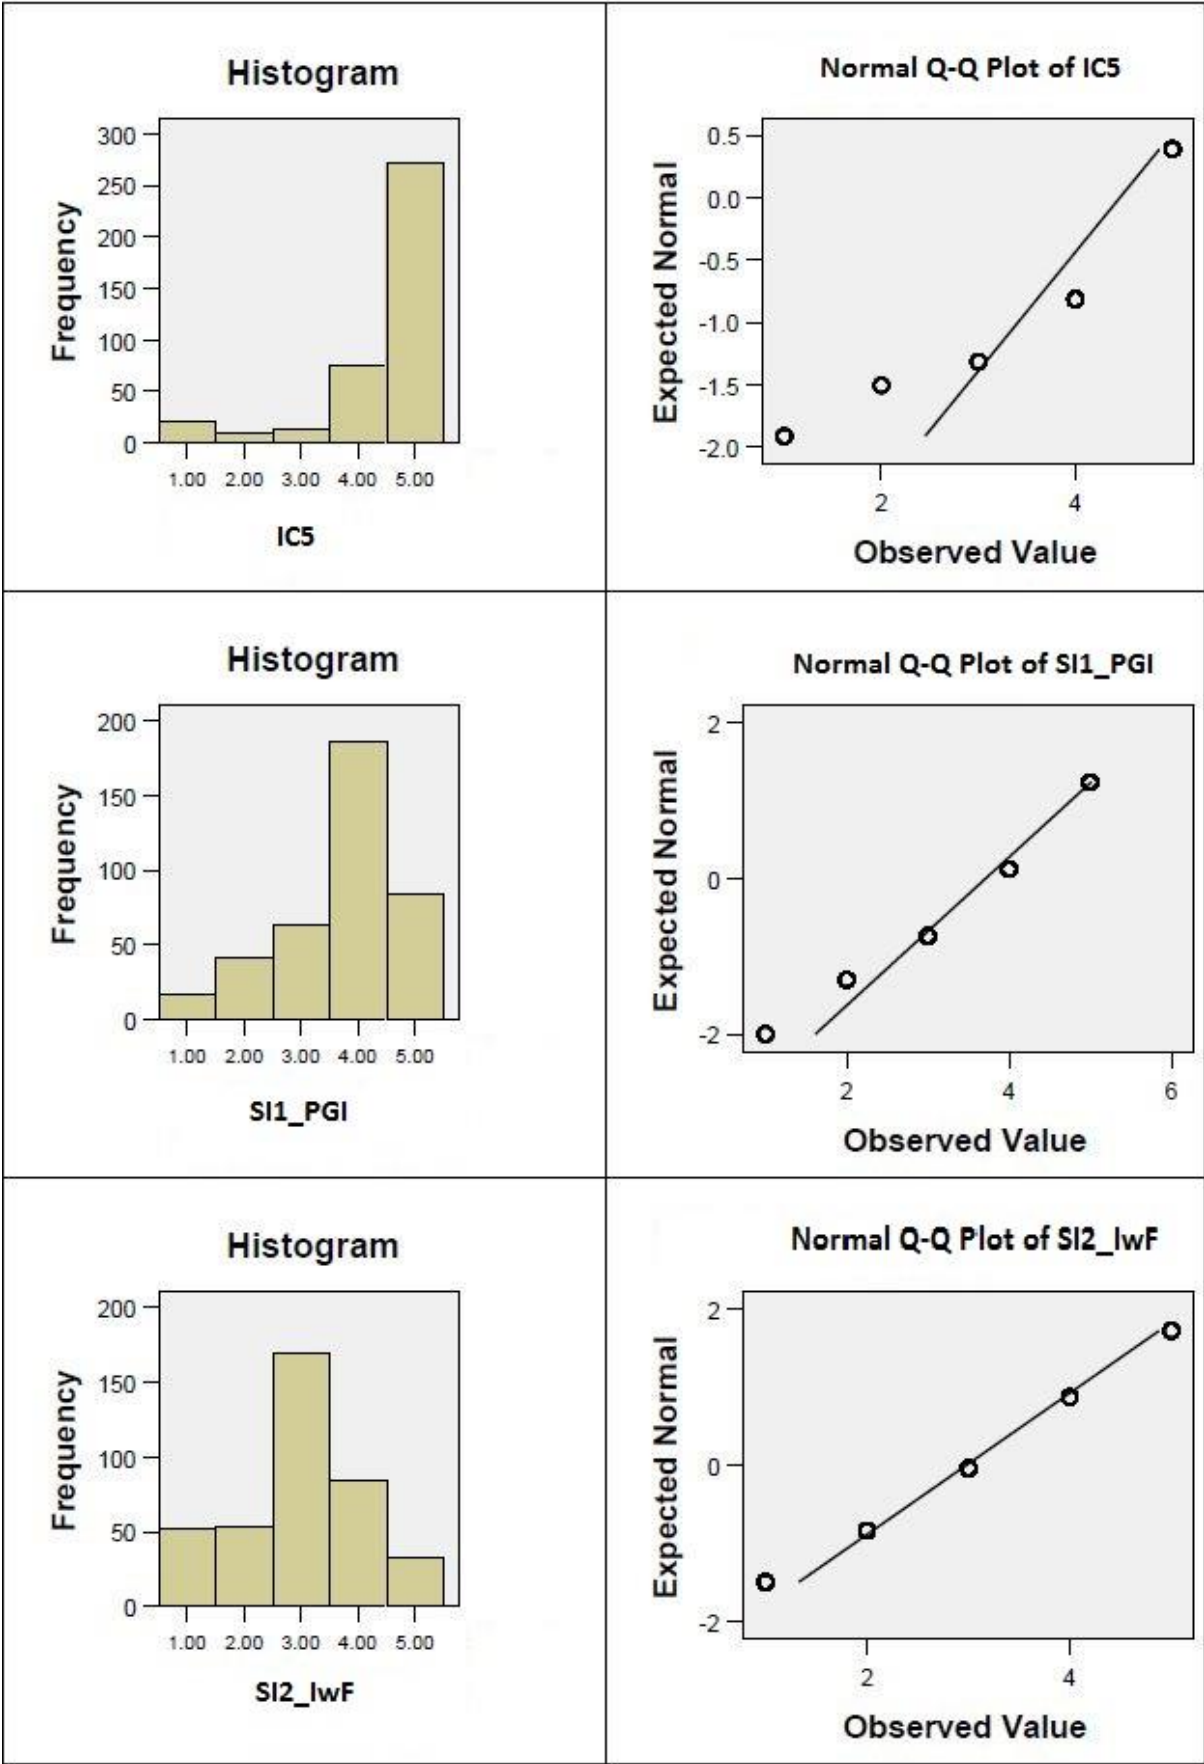 Histogram
Frequency
300
250
200
150
100
50
0
1.00 2.00 3.00 4.00 5.00
IC5
Normal Q-Q Plot of IC5
Expected Normal
0.5
0.0
-0.5
-1.0
-1.5
-2.0
2 4
Observed Value
Histogram
Frequency
200
150
100
50
0
1.00 2.00 3.00 4.00 5.00
SI1_PGI
Normal Q-Q Plot of SI1_PGI
Expected Normal
2
0
-2
2 4 6
Observed Value
Histogram
Frequency
200
150
100
50
0
1.00 2.00 3.00 4.00 5.00
SI2_IwF
Normal Q-Q Plot of SI2_IwF
Expected Normal
2
0
-2
2 4
Observed Value